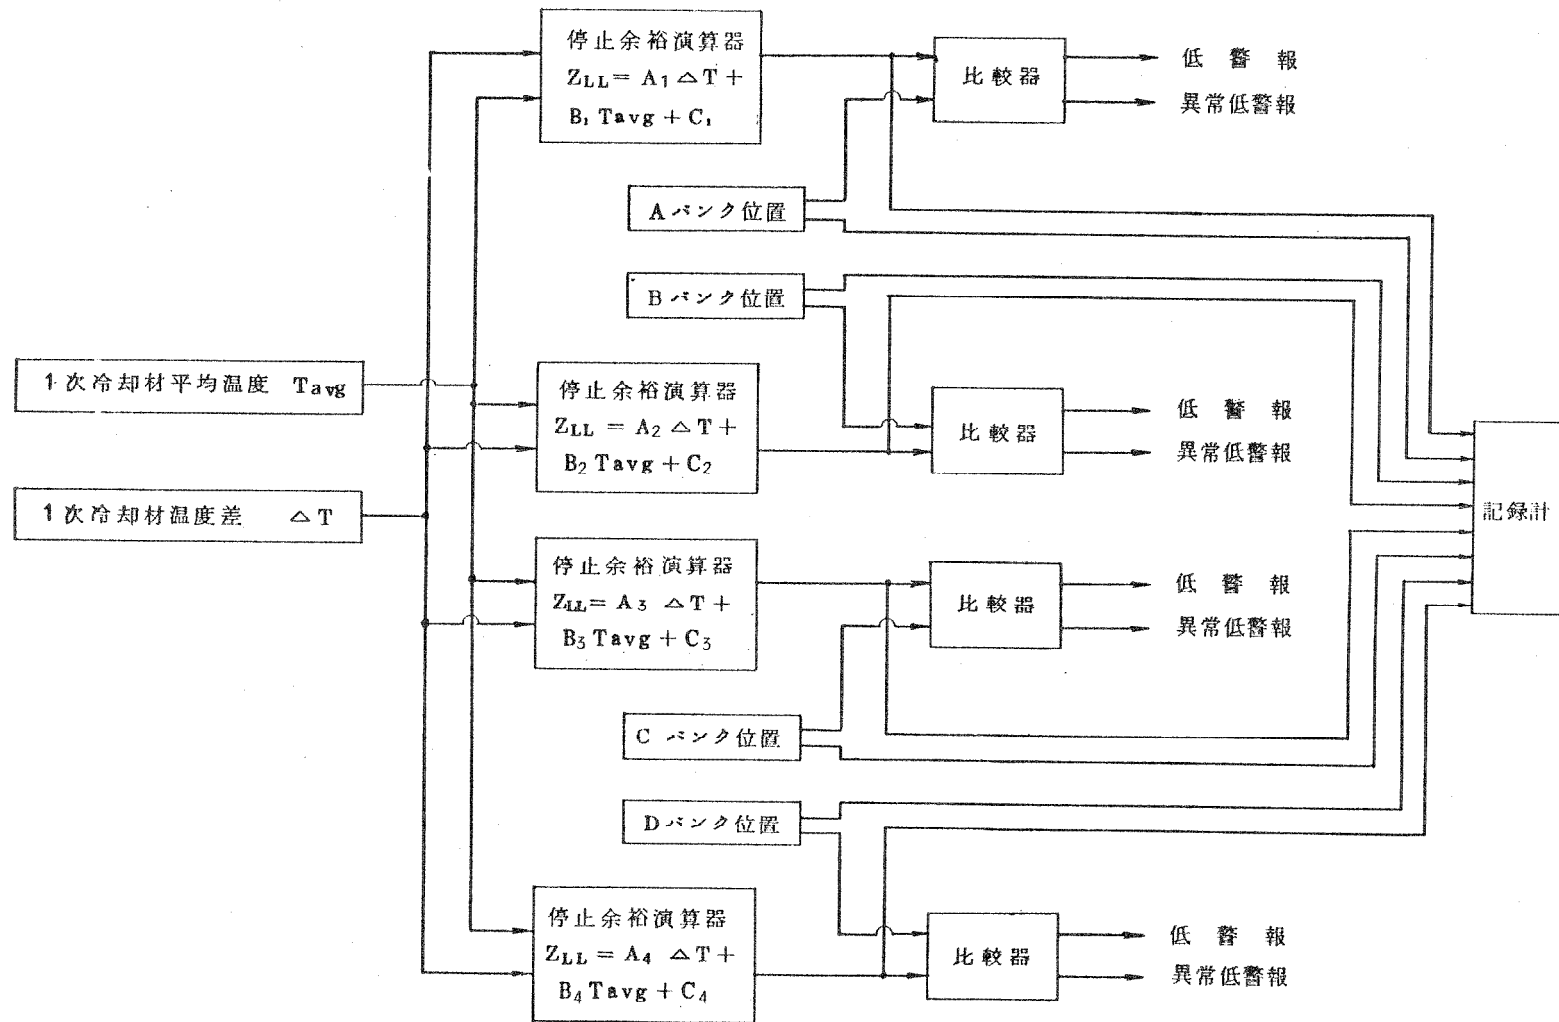 停止余裕演算器
Z_LL = A₁ △T +
B₁ Tavg + C₁
比較器
低 警 報
異常低警報
A バンク位置
B バンク位置
1 次冷却材平均温度 Tavg
停止余裕演算器
Z_LL = A₂ △T +
B₂ Tavg + C₂
比較器
低 警 報
異常低警報
記録計
1 次冷却材温度差 △T
停止余裕演算器
Z_LL = A₃ △T +
B₃ Tavg + C₃
比較器
低 警 報
異常低警報
C バンク位置
D バンク位置
停止余裕演算器
Z_LL = A₄ △T +
B₄ Tavg + C₄
比較器
低 警 報
異常低警報